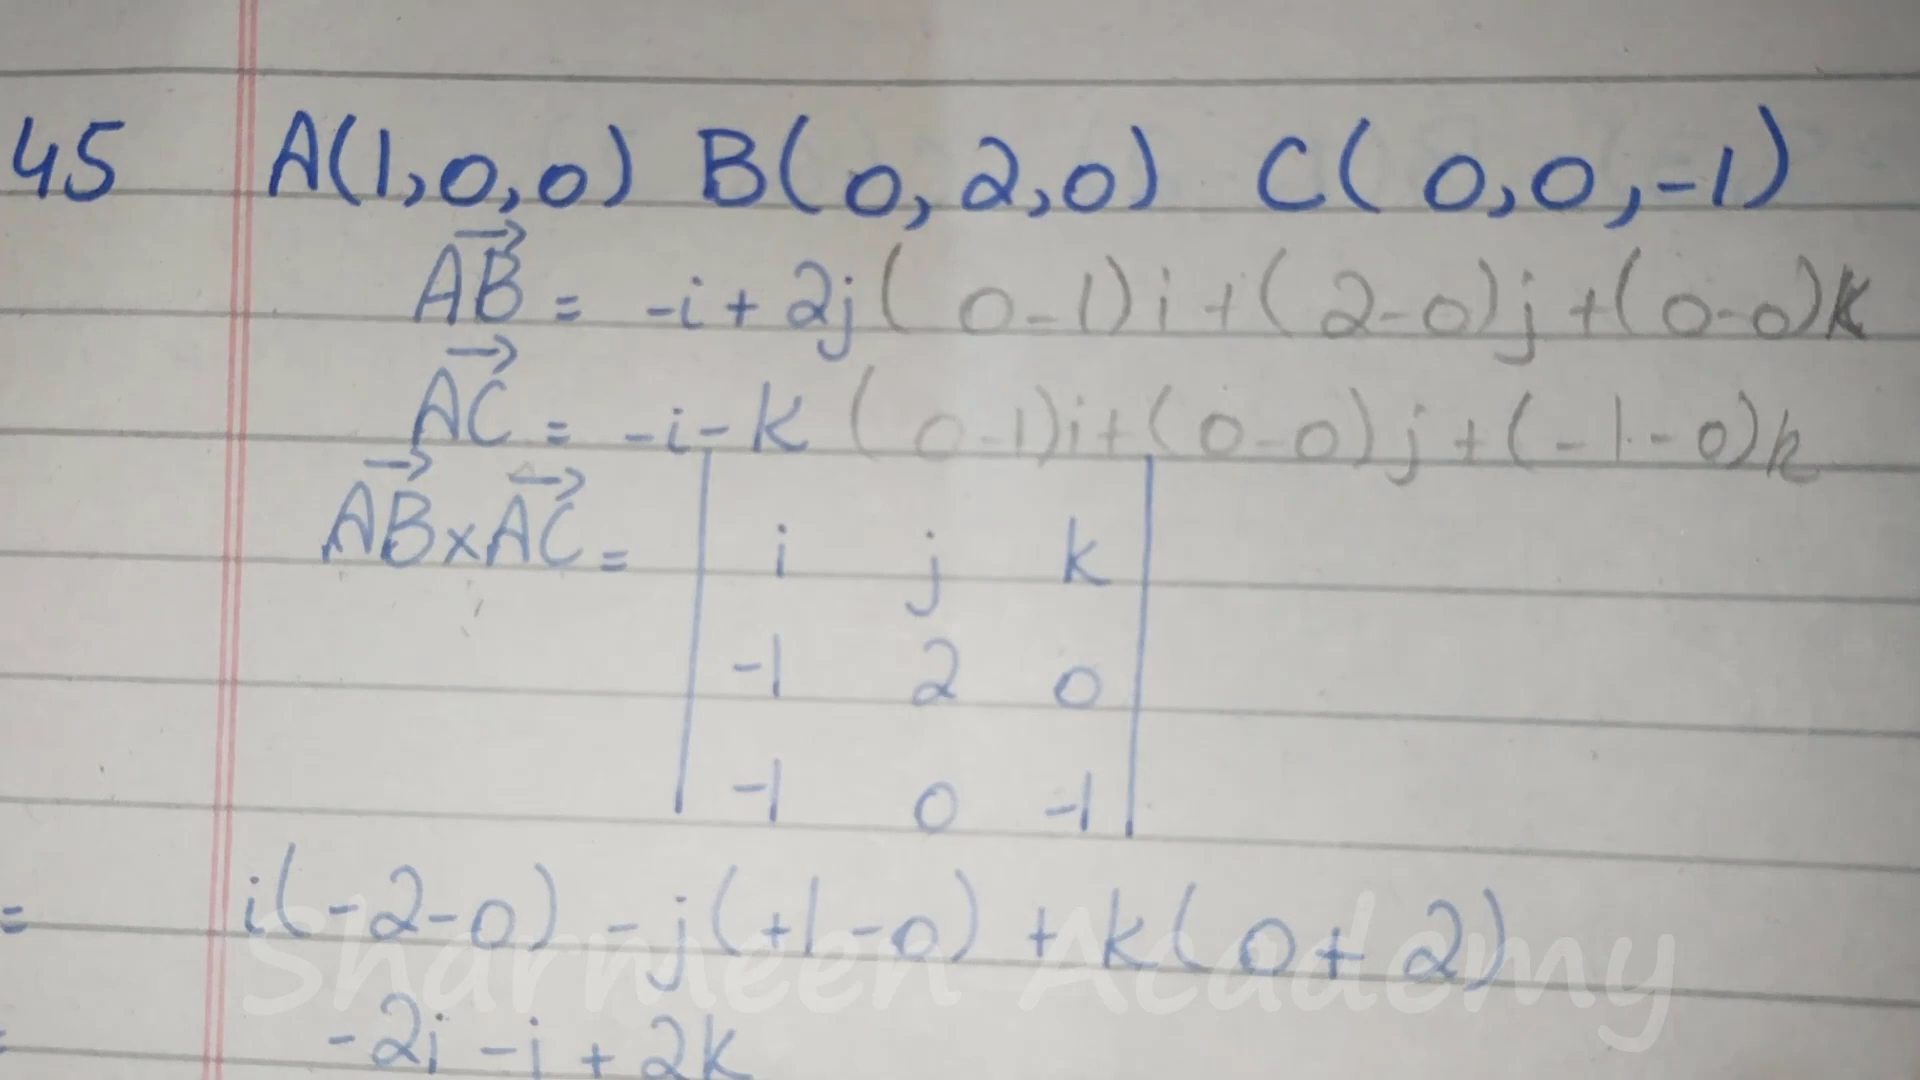 45 A(1,0,0) B(0,2,0) C(0,0,-1)
AB = -i+2j (0-1)i+(2-0)j+(0-0)k
AC = -i-k (0-1)i+(0-0)j+(-1-0)k
AB×AC = | i j k |
-1 2 0
-1 0 -1
= i(-2-0) -j(+1-0) + k(0+2)
Sharmeen Academy
= -2i -j + 2k